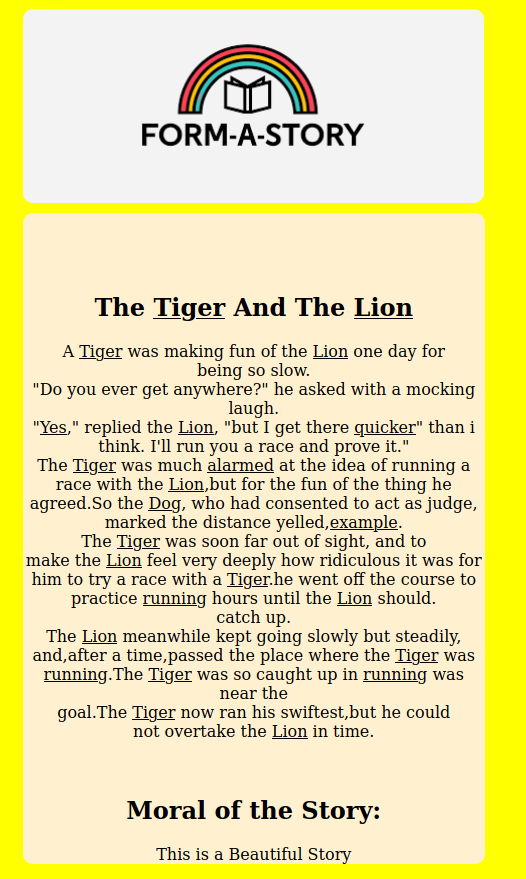 FORM-A-STORY
The Tiger And The Lion
A Tiger was making fun of the Lion one day for
being so slow.
"Do you ever get anywhere?" he asked with a mocking
laugh.
"Yes," replied the Lion, "but I get there quicker" than i
think. I'll run you a race and prove it."
The Tiger was much alarmed at the idea of running a
race with the Lion,but for the fun of the thing he
agreed.So the Dog, who had consented to act as judge,
marked the distance yelled,example.
The Tiger was soon far out of sight, and to
make the Lion feel very deeply how ridiculous it was for
him to try a race with a Tiger.he went off the course to
practice running hours until the Lion should.
catch up.
The Lion meanwhile kept going slowly but steadily,
and,after a time,passed the place where the Tiger was
running.The Tiger was so caught up in running was
near the
goal.The Tiger now ran his swiftest,but he could
not overtake the Lion in time.
Moral of the Story:
This is a Beautiful Story